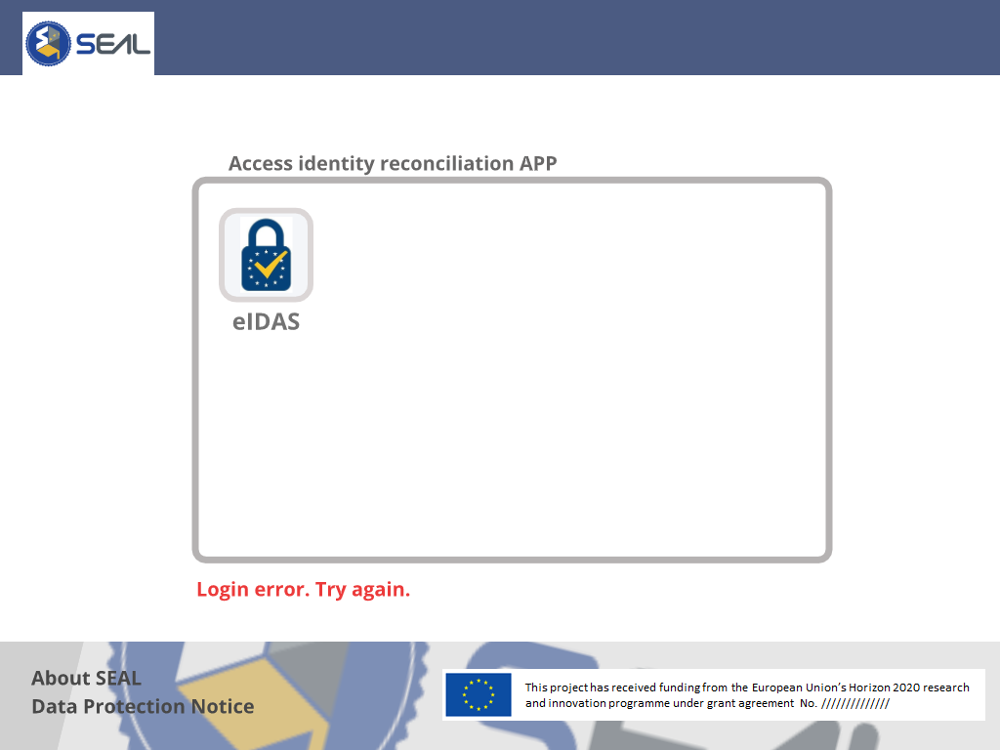 SEAL
Access identity reconciliation APP
eIDAS
Login error. Try again.
About SEAL
Data Protection Notice
This project has received funding from the European Union's Horizon 2020 research
and innovation programme under grant agreement No. //////////////